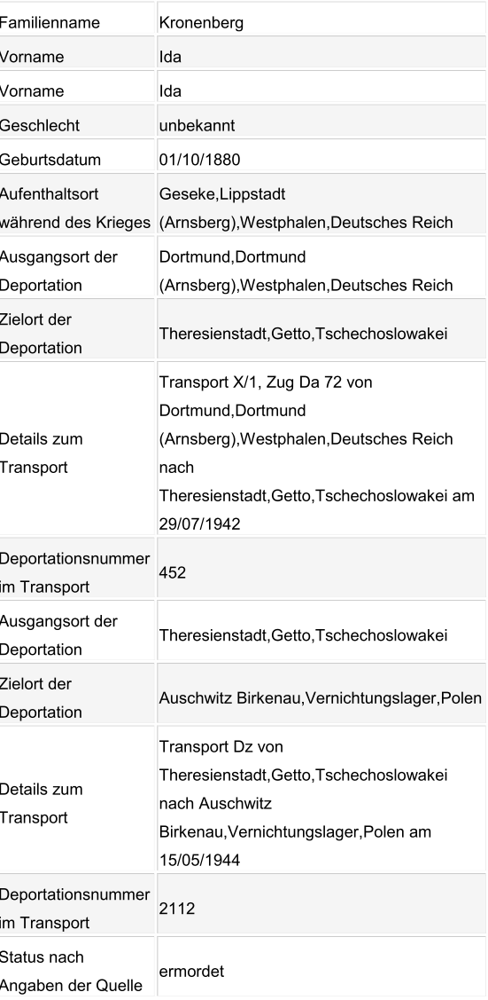 Familienname Kronenberg
Vorname Ida
Vorname Ida
Geschlecht unbekannt
Geburtsdatum 01/10/1880
Aufenthaltsort
während des Krieges
Geseke,Lippstadt
(Arnsberg),Westphalen,Deutsches Reich
Ausgangsort der
Deportation
Dortmund,Dortmund
(Arnsberg),Westphalen,Deutsches Reich
Zielort der
Deportation
Theresienstadt,Getto,Tschechoslowakei
Details zum
Transport
Transport X/1, Zug Da 72 von
Dortmund,Dortmund
(Arnsberg),Westphalen,Deutsches Reich
nach
Theresienstadt,Getto,Tschechoslowakei am
29/07/1942
Deportationsnummer
im Transport
452
Ausgangsort der
Deportation
Theresienstadt,Getto,Tschechoslowakei
Zielort der
Deportation
Auschwitz Birkenau,Vernichtungslager,Polen
Details zum
Transport
Transport Dz von
Theresienstadt,Getto,Tschechoslowakei
nach Auschwitz
Birkenau,Vernichtungslager,Polen am
15/05/1944
Deportationsnummer
im Transport
2112
Status nach
Angaben der Quelle
ermordet